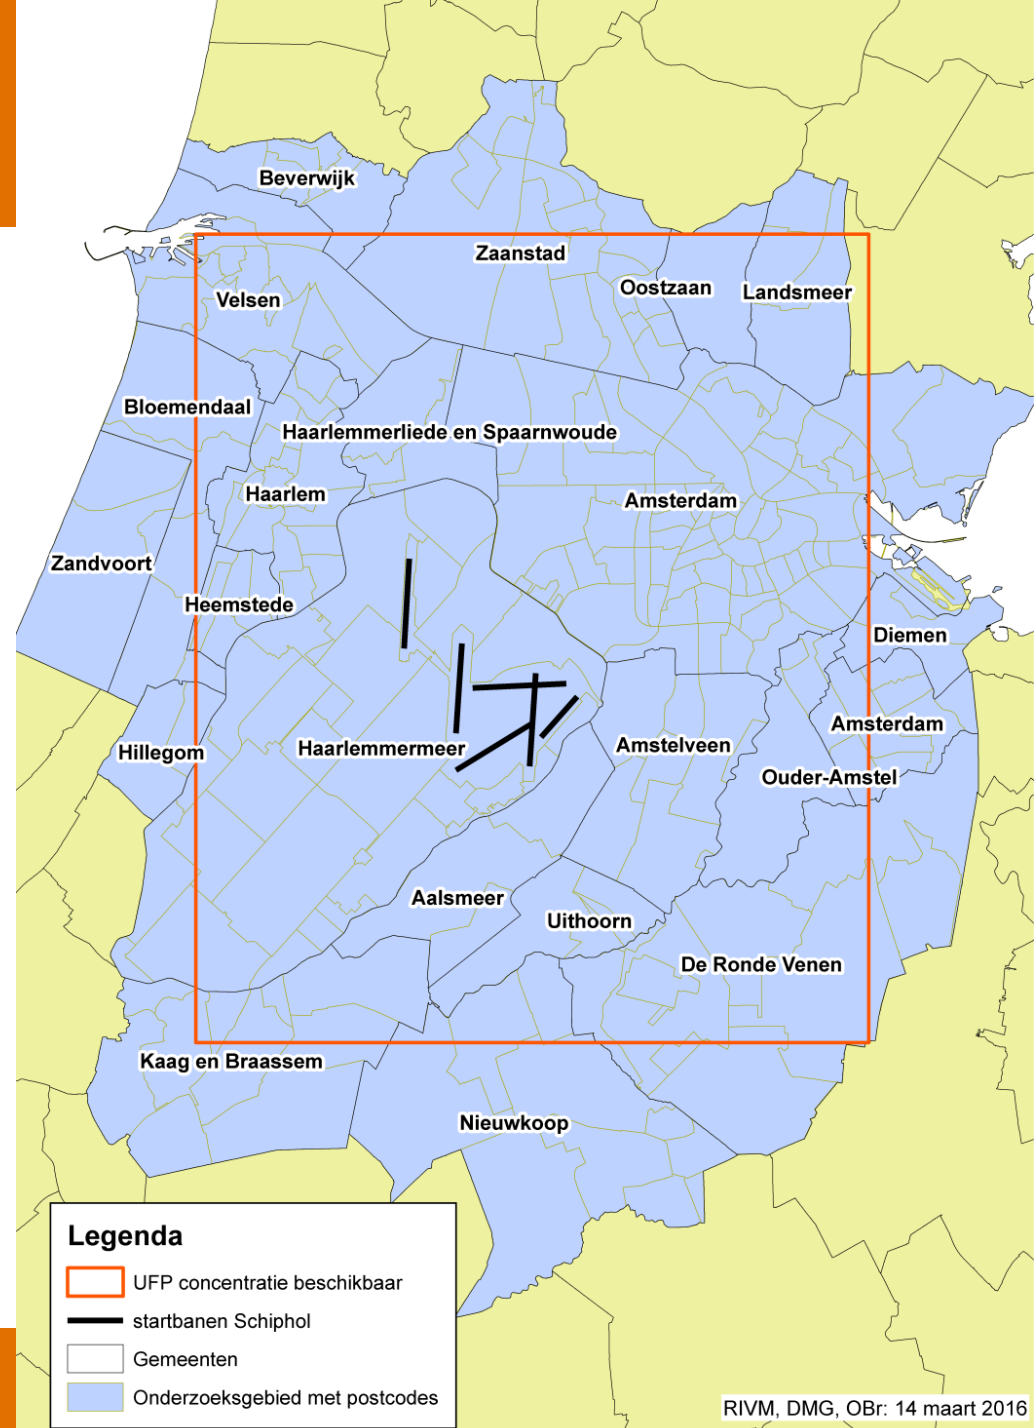 Beverwijk
Zaanstad
Oostzaan
Landsmeer
Velsen
Bloemendaal
Haarlemmerliede en Spaarnwoude
Haarlem
Amsterdam
Zandvoort
Heemstede
Diemen
Amsterdam
Haarlemmermeer
Amstelveen
Hillegom
Ouder-Amstel
Aalsmeer
Uithoorn
De Ronde Venen
Kaag en Braassem
Nieuwkoop
Legenda
UFP concentratie beschikbaar
startbanen Schiphol
Gemeenten
Onderzoeksgebied met postcodes
RIVM, DMG, OBr: 14 maart 2016